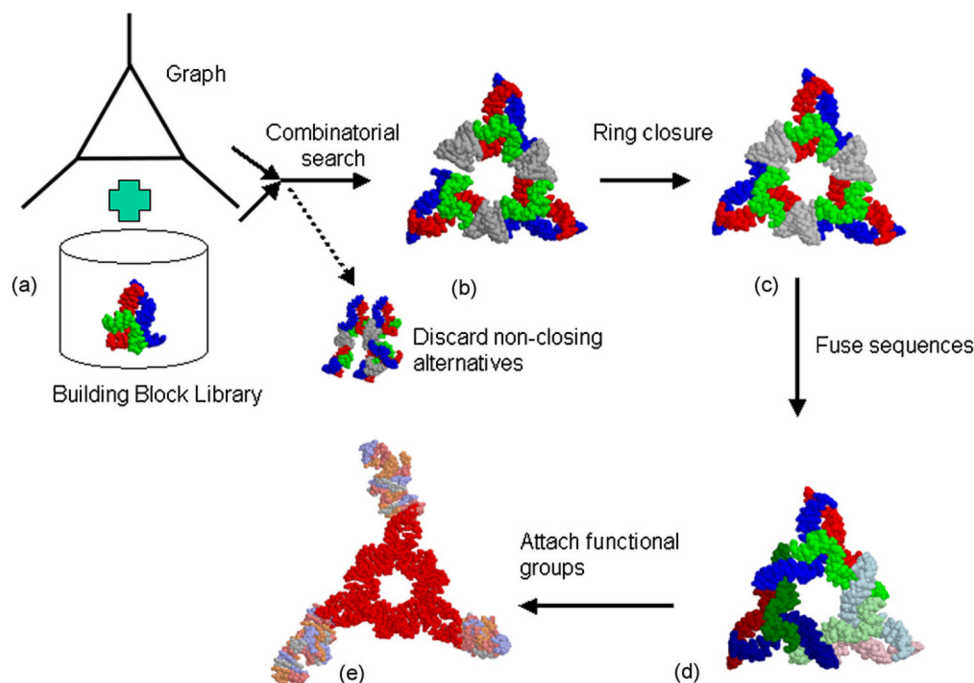 Graph
Combinatorial
search
Ring closure
(a)
(b)
(c)
Discard non-closing
alternatives
Fuse sequences
Building Block Library
Attach functional
groups
(e)
(d)